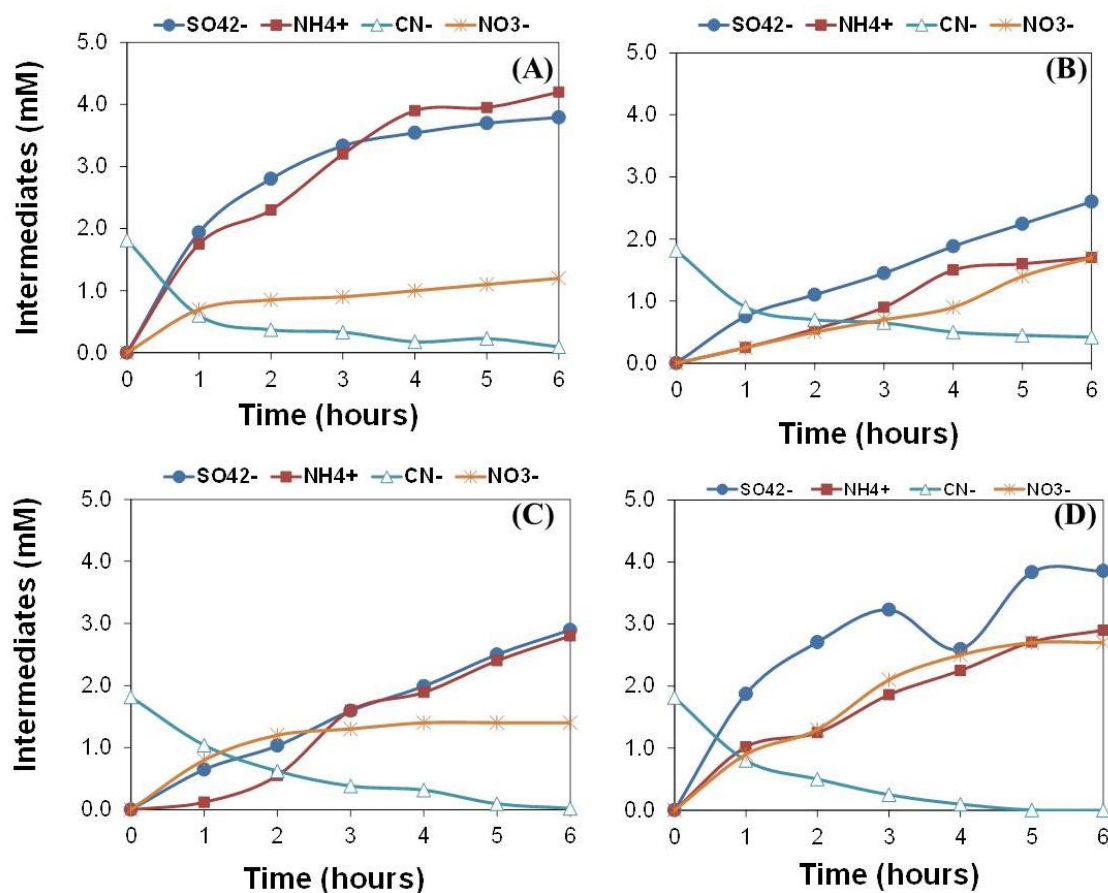 SO42- NH4+ CN- NO3-
(A)
Intermediates (mM)
5.0
4.0
3.0
2.0
1.0
0.0
0 1 2 3 4 5 6
Time (hours)
SO42- NH4+ CN- NO3-
(B)
5.0
4.0
3.0
2.0
1.0
0.0
0 1 2 3 4 5 6
Time (hours)
SO42- NH4+ CN- NO3-
(C)
Intermediates (mM)
5.0
4.0
3.0
2.0
1.0
0.0
0 1 2 3 4 5 6
Time (hours)
SO42- NH4+ CN- NO3-
(D)
5.0
4.0
3.0
2.0
1.0
0.0
0 1 2 3 4 5 6
Time (hours)